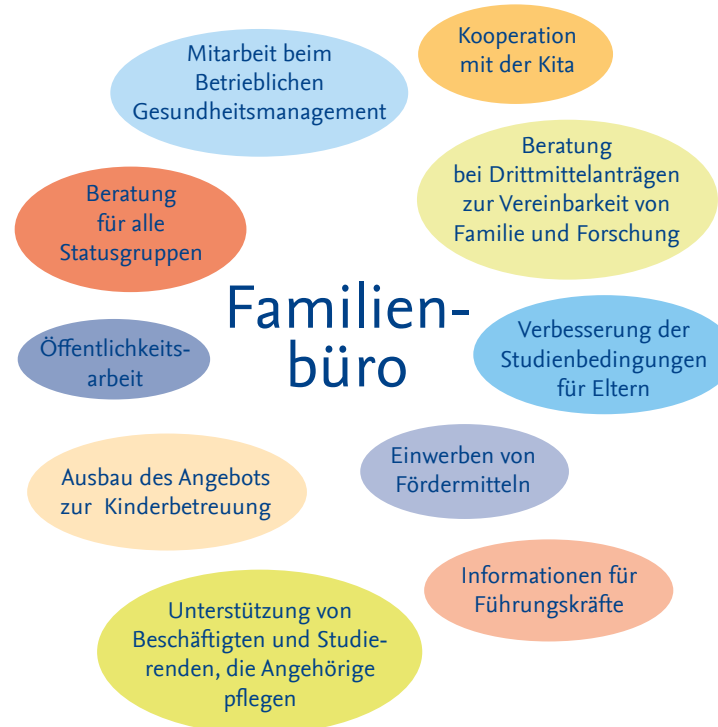 Mitarbeit beim
Betrieblichen
Gesundheitsmanagement
Kooperation
mit der Kita
Beratung
für alle
Statusgruppen
Beratung
bei Drittmittelanträgen
zur Vereinbarkeit von
Familie und Forschung
Familien-
büro
Öffentlichkeits-
arbeit
Verbesserung der
Studienbedingungen
für Eltern
Ausbau des Angebots
zur Kinderbetreuung
Einwerben von
Fördermitteln
Informationen für
Führungskräfte
Unterstützung von
Beschäftigten und Studie-
renden, die Angehörige
pflegen